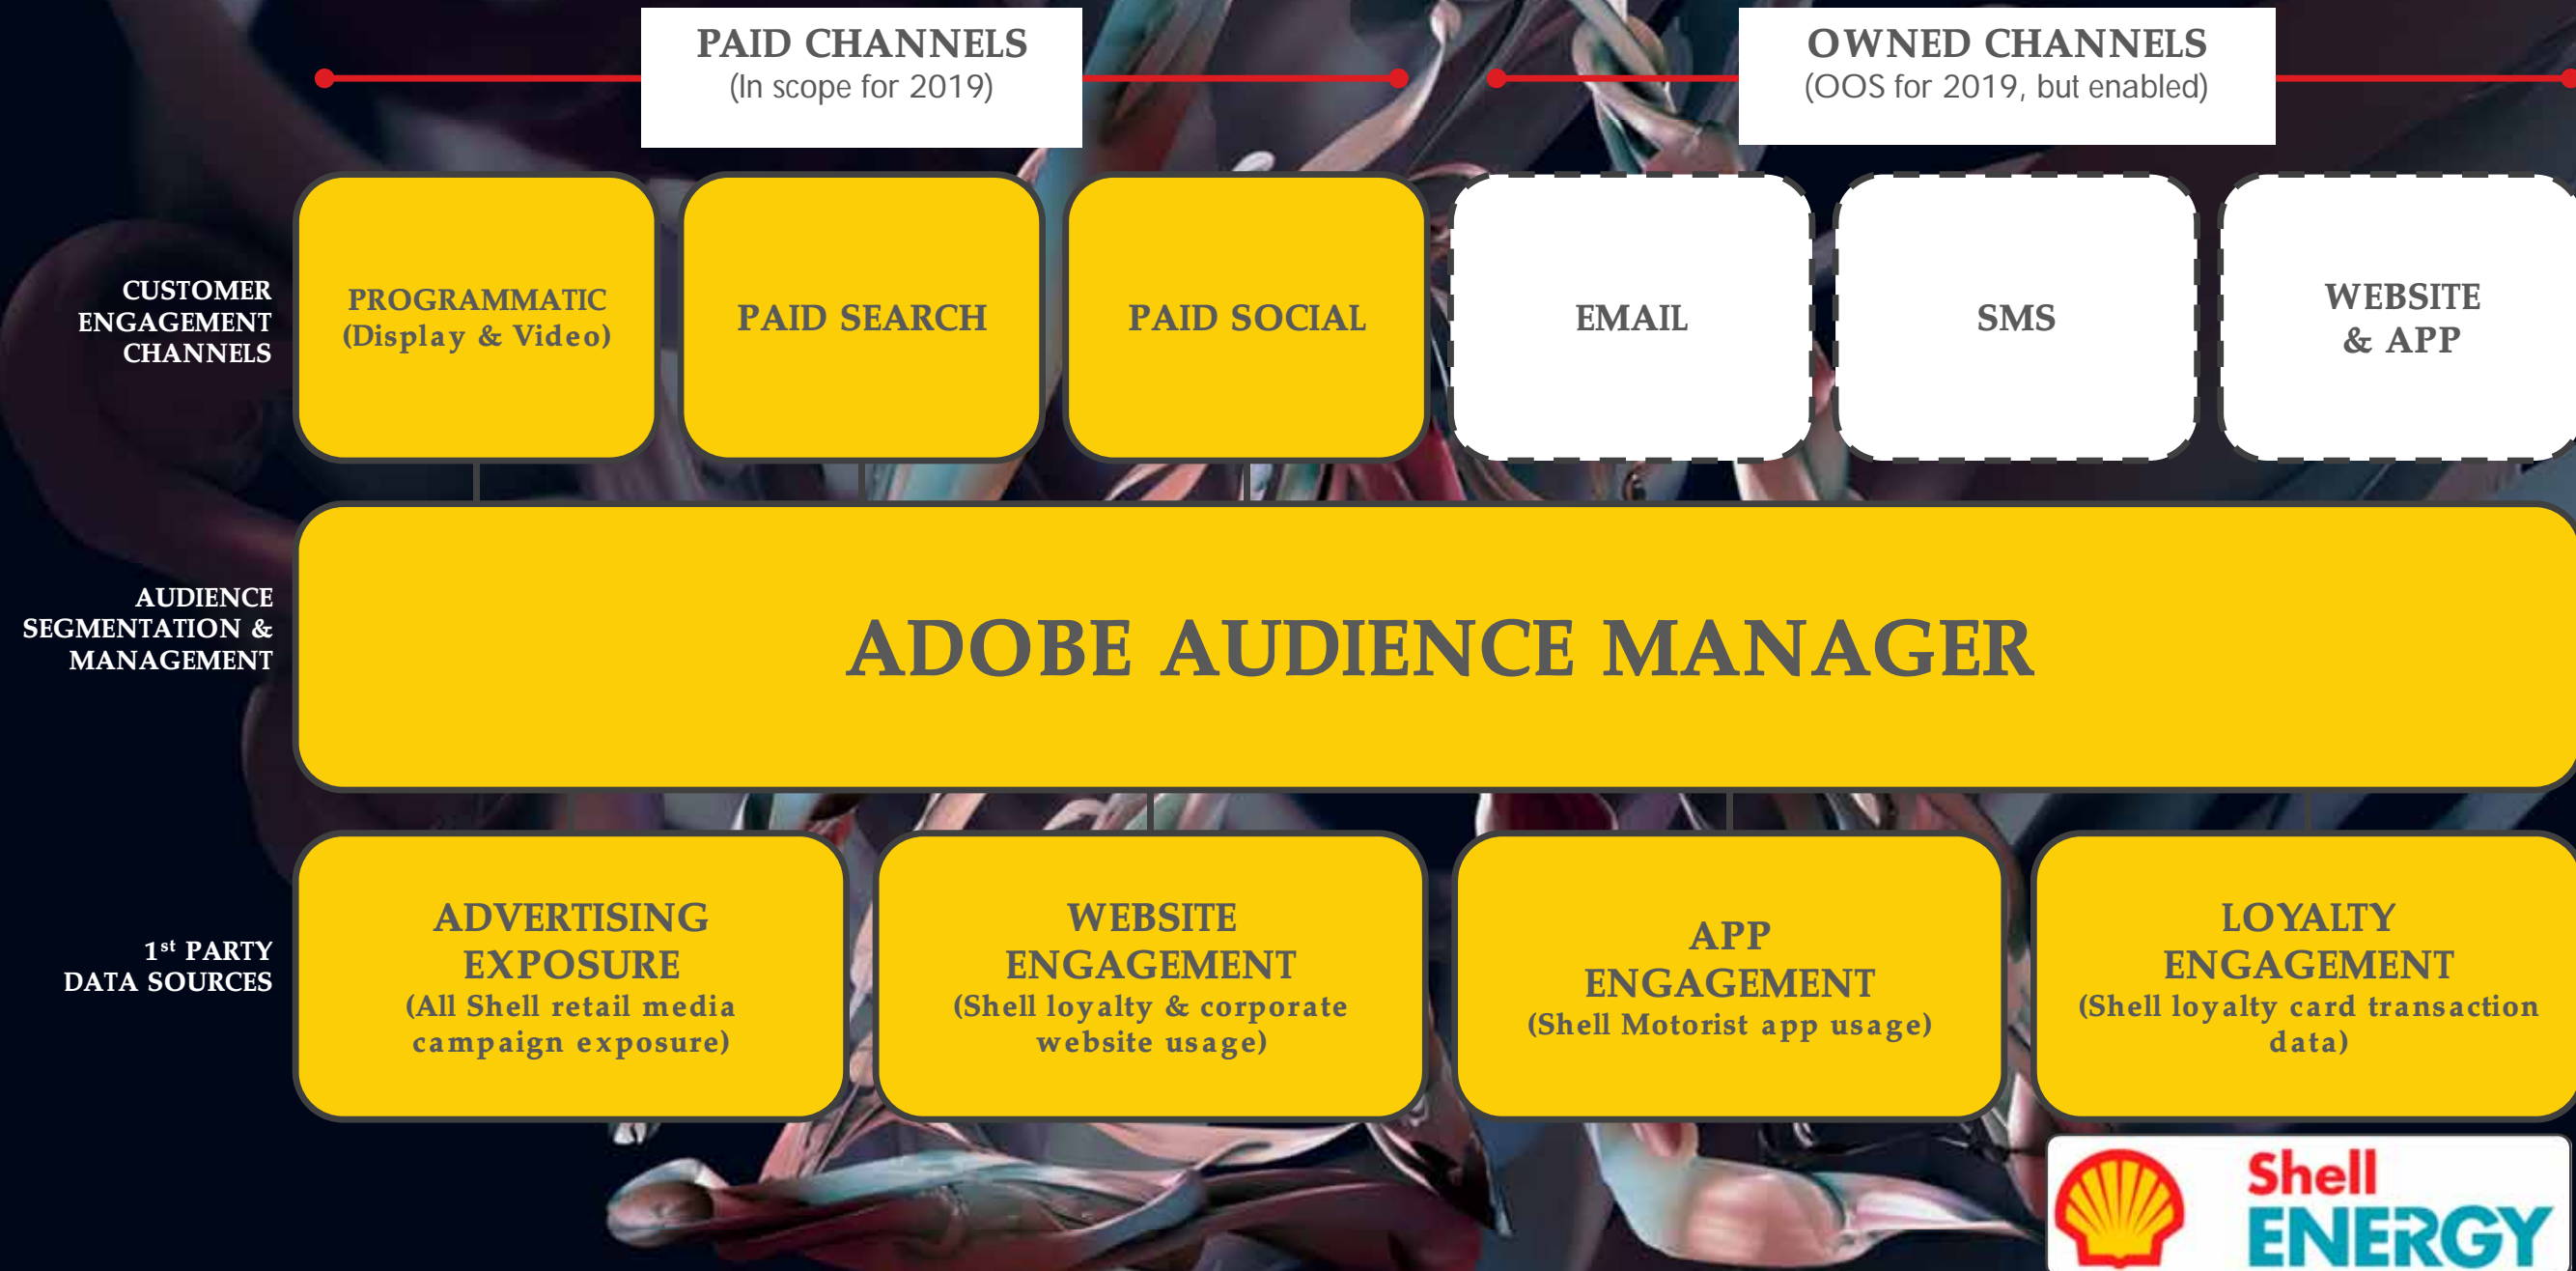 PAID CHANNELS
(In scope for 2019)
OWNED CHANNELS
(OOS for 2019, but enabled)
CUSTOMER
ENGAGEMENT
CHANNELS
PROGRAMMATIC
(Display & Video)
PAID SEARCH
PAID SOCIAL
EMAIL
SMS
WEBSITE
& APP
AUDIENCE
SEGMENTATION &
MANAGEMENT
ADOBE AUDIENCE MANAGER
1st PARTY
DATA SOURCES
ADVERTISING
EXPOSURE
(All Shell retail media
campaign exposure)
WEBSITE
ENGAGEMENT
(Shell loyalty & corporate
website usage)
APP
ENGAGEMENT
(Shell Motorist app usage)
LOYALTY
ENGAGEMENT
(Shell loyalty card transaction
data)
Shell
ENERGY